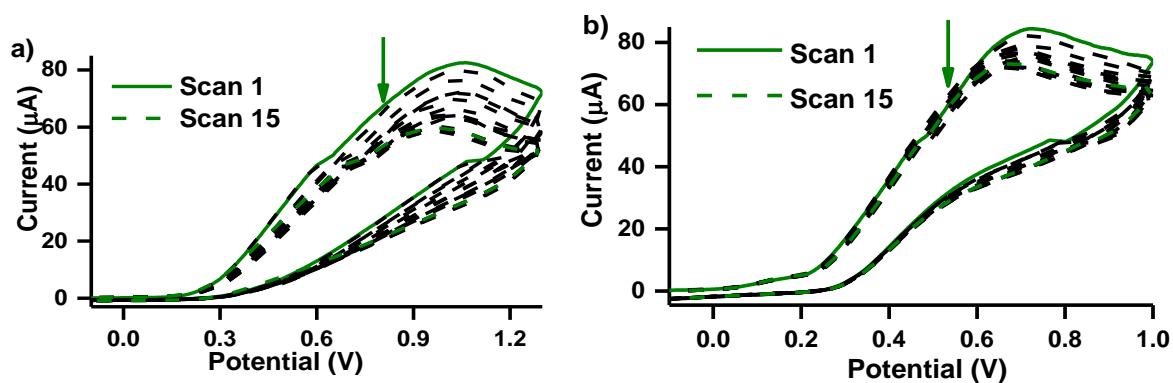 a)
Scan 1
Scan 15
Current (µA)
80
60
40
20
0
0.0 0.3 0.6 0.9 1.2
Potential (V)
b)
Scan 1
Scan 15
Current (µA)
80
60
40
20
0
0.0 0.2 0.4 0.6 0.8 1.0
Potential (V)